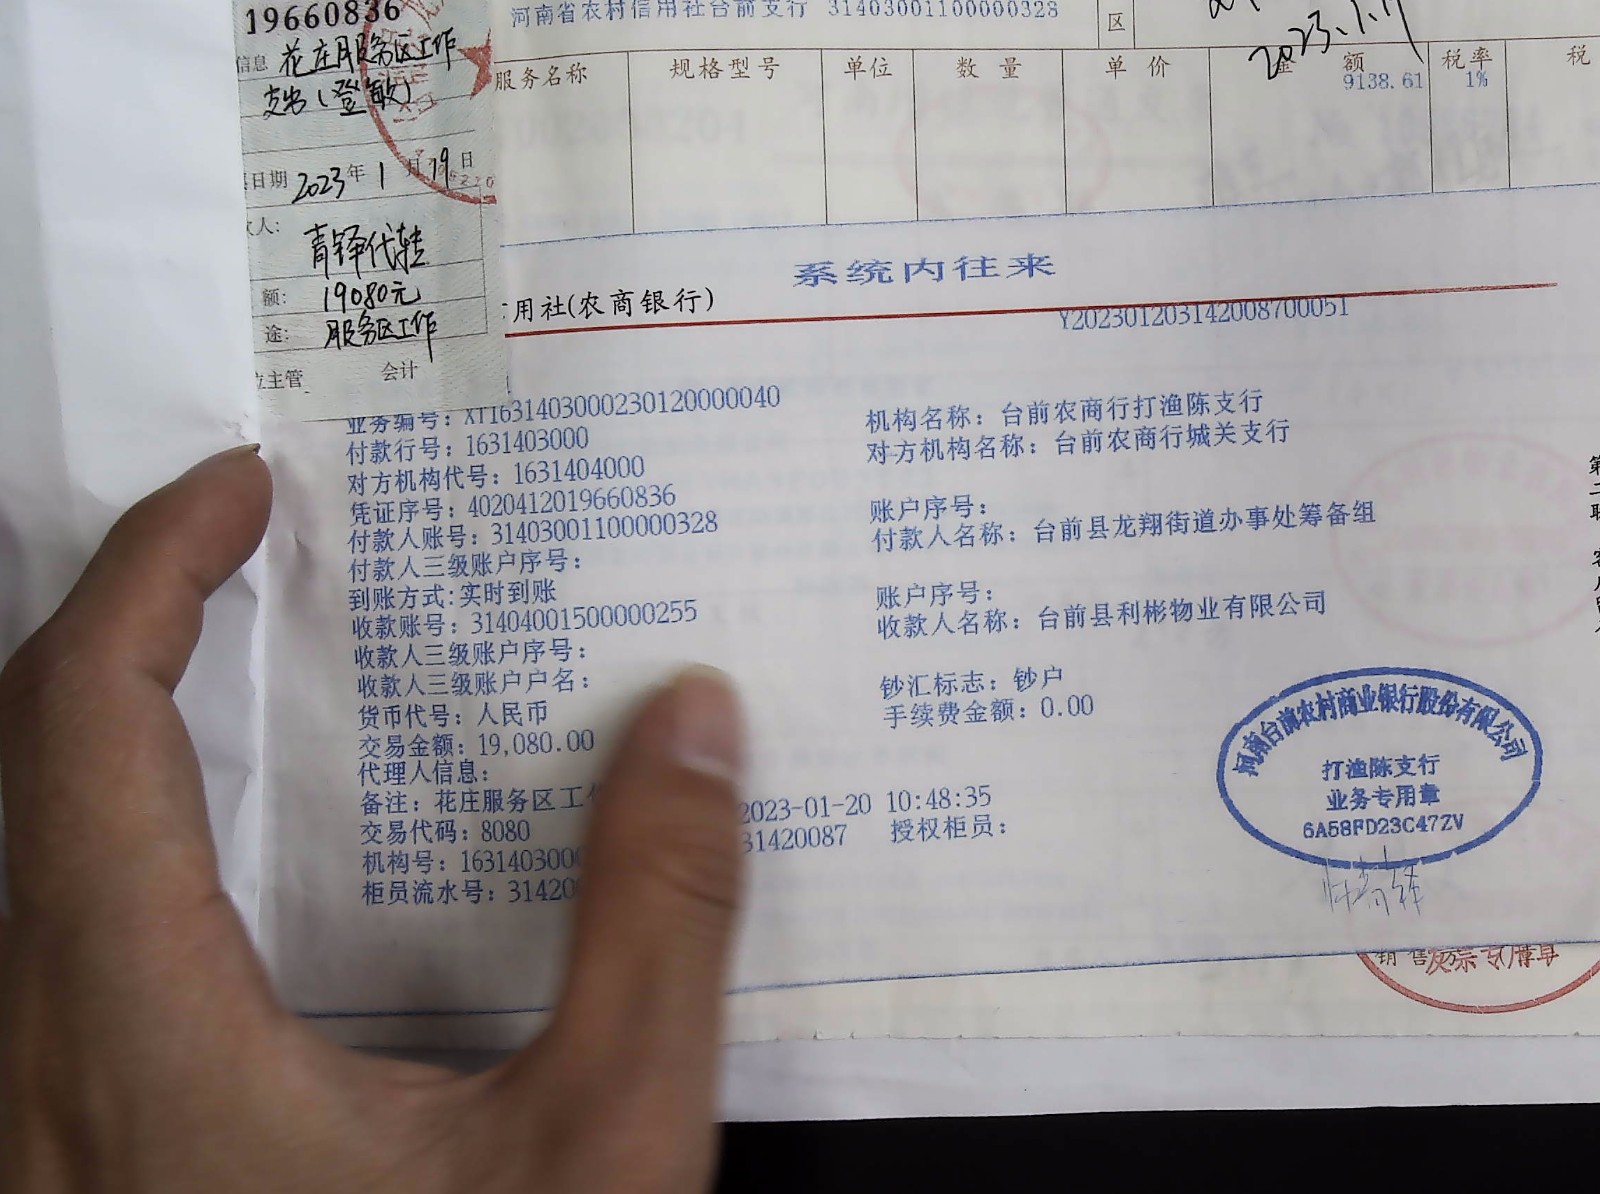 19660836
信息 花庄服务区工作
支出(登敏)
日期 2023年1月19日
人: 青铎代转
额: 19080元
途: 服务区工作
立主管 会计
河南省农村信用社台前支行 31403001100000328
区
2023.1.17
服务名称 规格型号 单位 数量 单价 金额 税率 税
9138.61 1%
系统内往来
用社(农商银行)
Y20230120314200870005­1
业务编号: XT1631403000230120000040
机构名称: 台前农商行打渔陈支行
付款行号: 1631403000
对方机构名称: 台前农商行城关支行
对方机构代号: 1631404000
凭证序号: 4020412019660836
账户序号:
付款人账号: 31403001100000328
付款人名称: 台前县龙翔街道办事处筹备组
付款人三级账户序号:
到账方式:实时到账
账户序号:
收款账号: 31404001500000255
收款人名称: 台前县利彬物业有限公司
收款人三级账户序号:
收款人三级账户户名:
钞汇标志: 钞户
货币代号: 人民币
手续费金额: 0.00
交易金额: 19,080.00
代理人信息:
备注: 花庄服务区工
2023-01-20 10:48:35
交易代码: 8080
31420087 授权柜员:
机构号: 1631403000
柜员流水号: 31420
河南台前农村商业银行股份有限公司
打渔陈支行
业务专用章
6A58FD23C47ZV
销售方